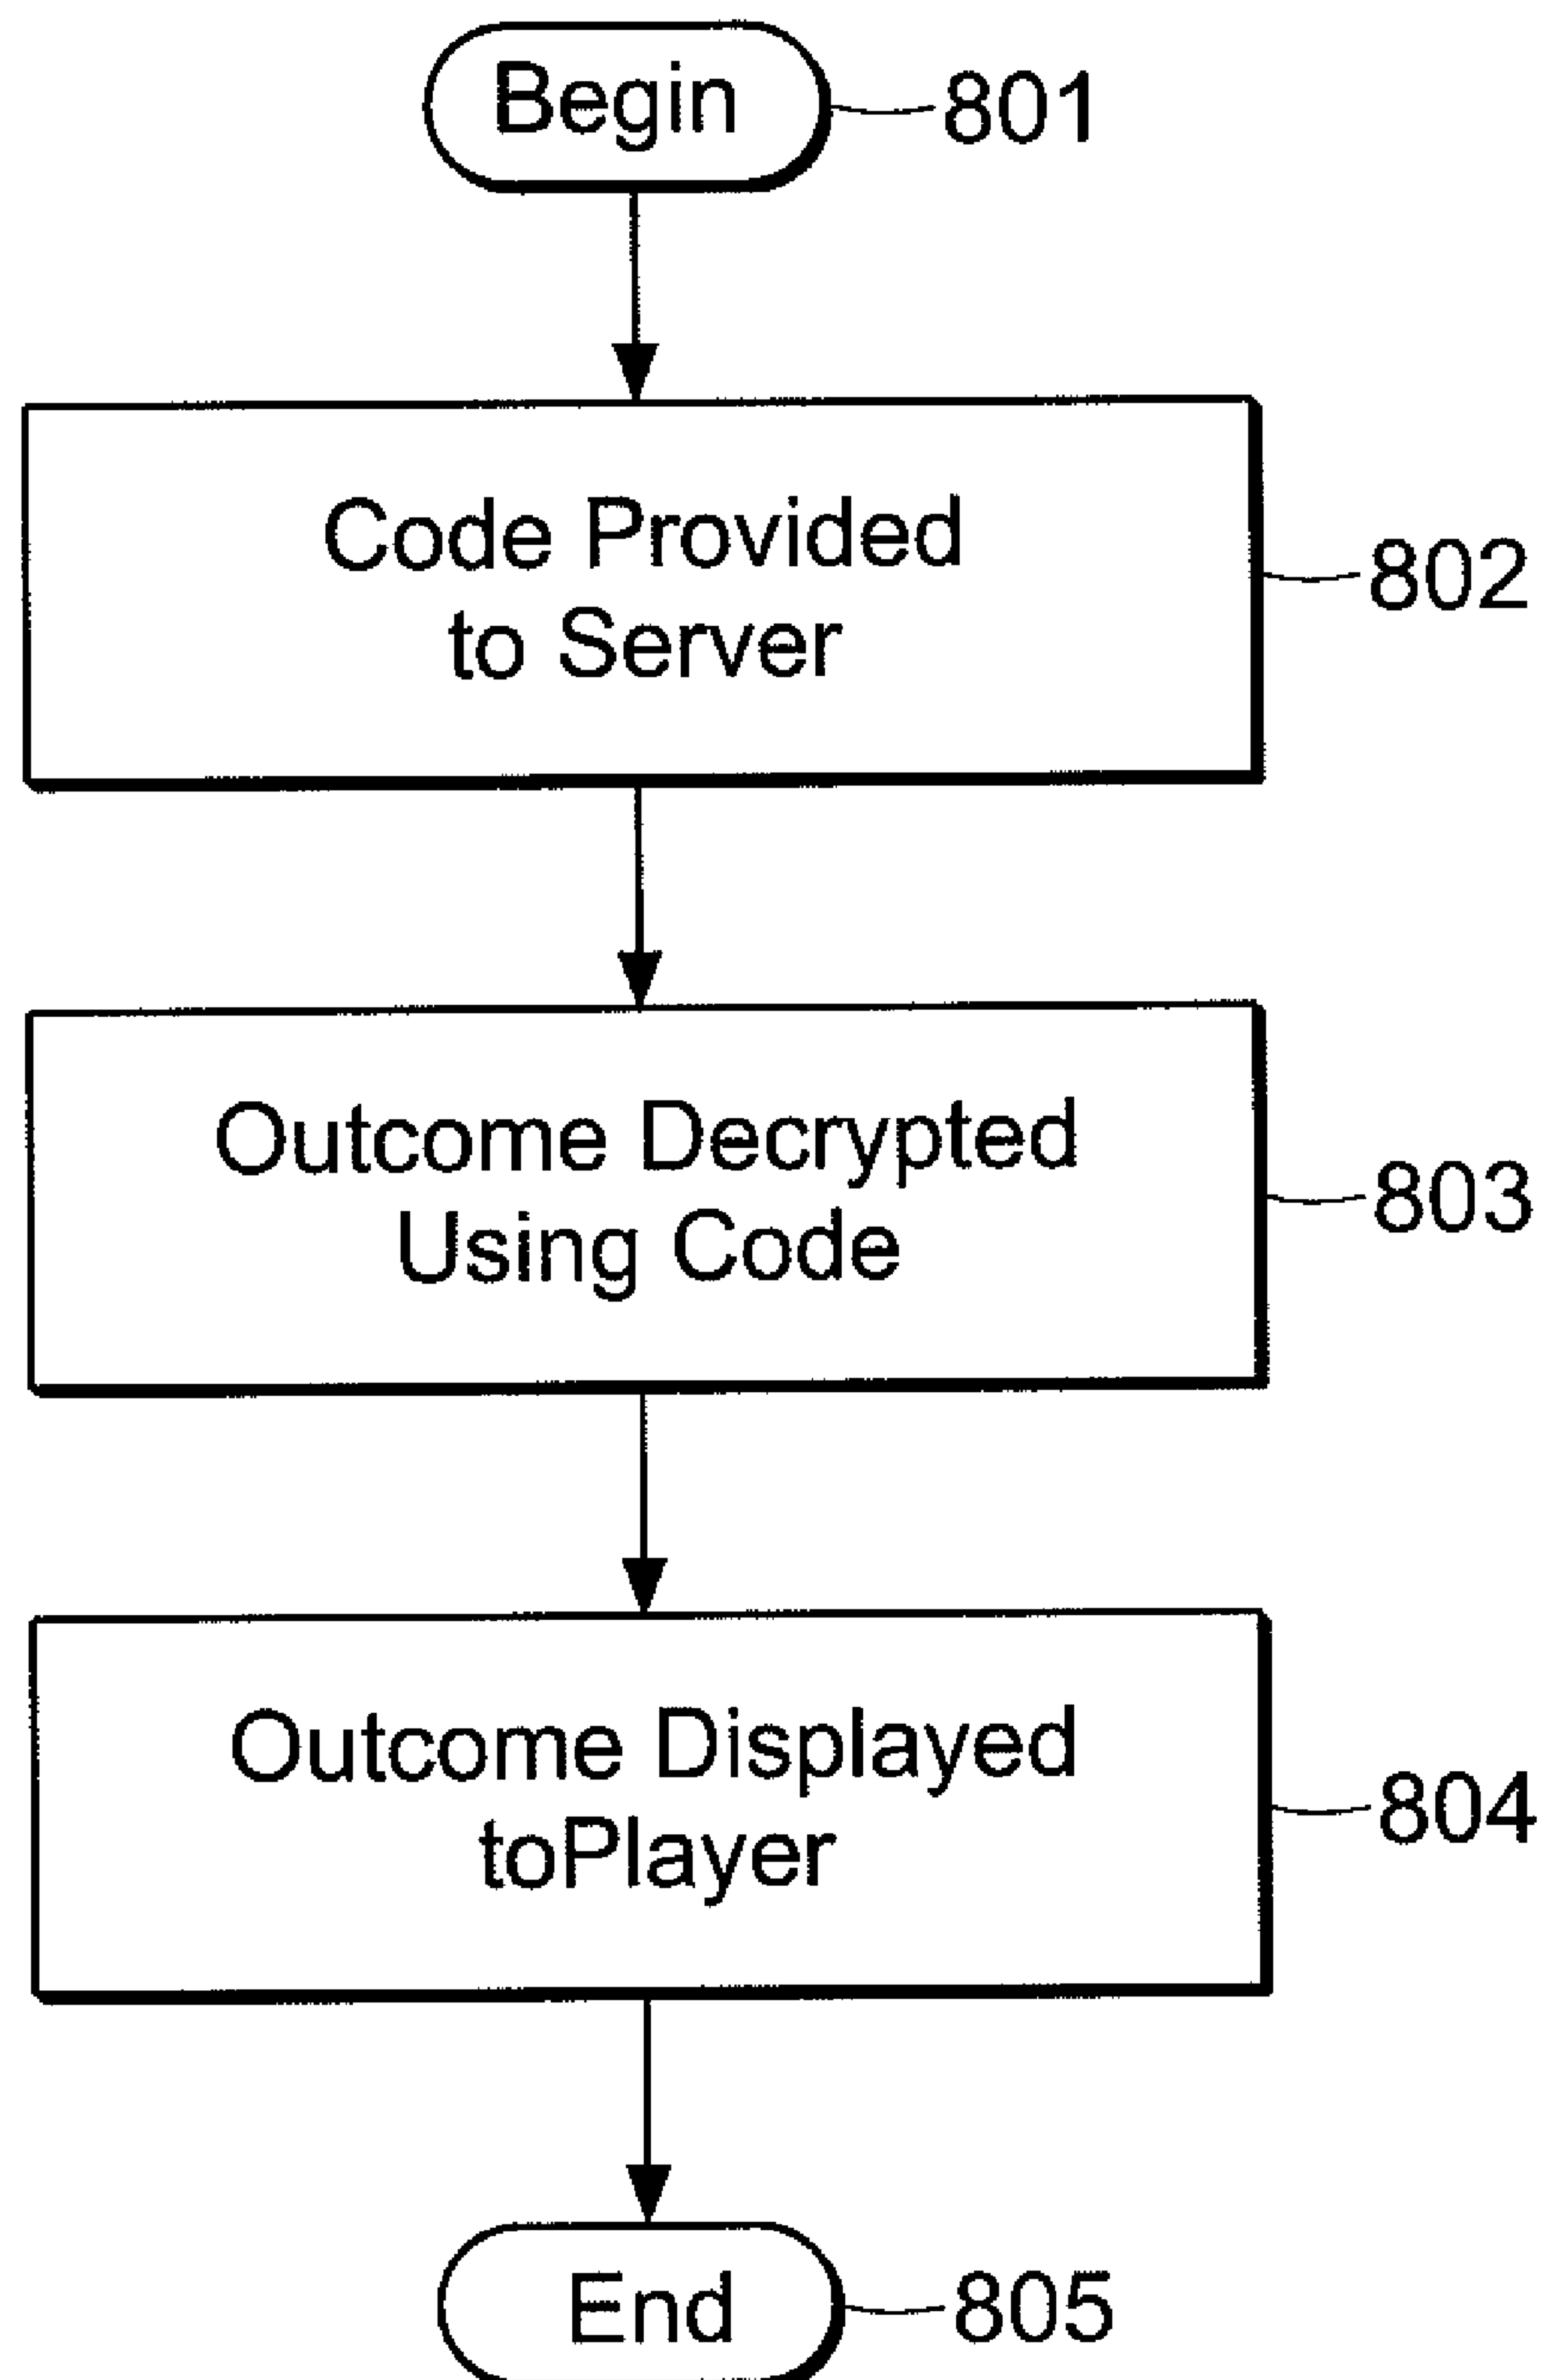 Begin
801
Code Provided
to Server
802
Outcome Decrypted
Using Code
803
Outcome Displayed
toPlayer
804
End
805